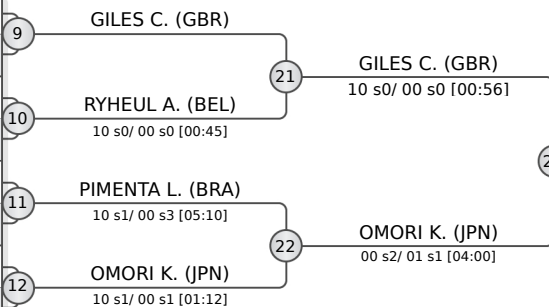 9
GILES C. (GBR)
21
GILES C. (GBR)
10 s0/ 00 s0 [00:56]
10
RYHEUL A. (BEL)
10 s0/ 00 s0 [00:45]
11
PIMENTA L. (BRA)
10 s1/ 00 s3 [05:10]
22
OMORI K. (JPN)
00 s2/ 01 s1 [04:00]
12
OMORI K. (JPN)
10 s1/ 00 s1 [01:12]